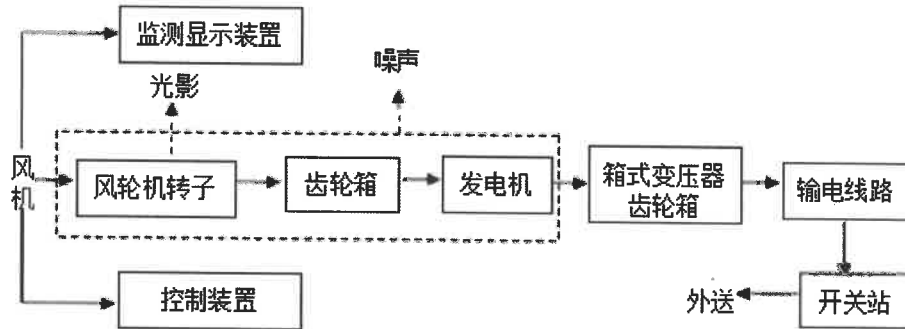 监测显示装置
噪声
光影
风机
风轮机转子
齿轮箱
发电机
箱式变压器
齿轮箱
输电线路
控制装置
外送
开关站